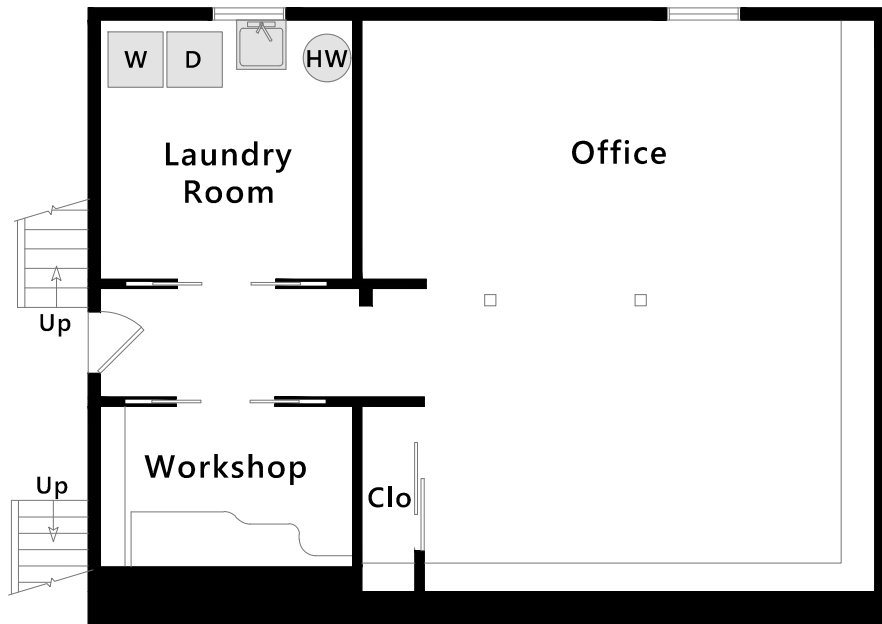 W
D
HW
Laundry
Room
Office
Up
Up
Workshop
Clo